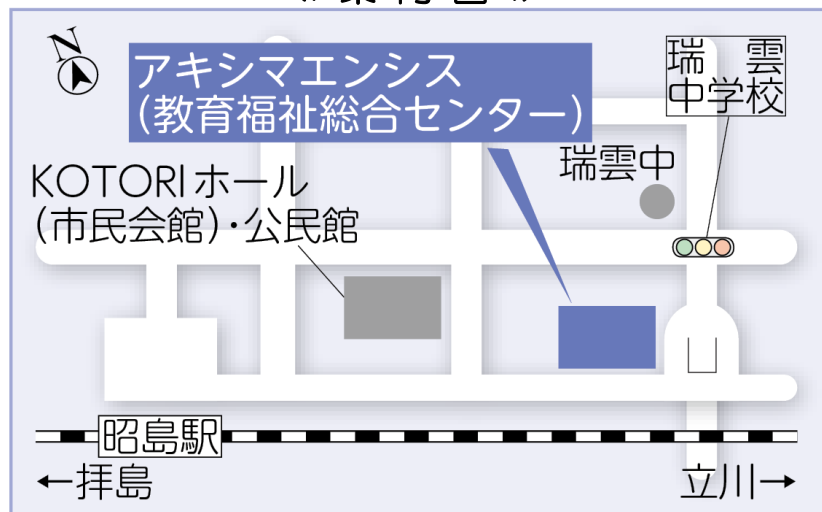 N
アキシマエンシス
(教育福祉総合センター)
瑞雲
中学校
瑞雲中
KOTORIホール
(市民会館)・公民館
昭島駅
←拝島
立川→